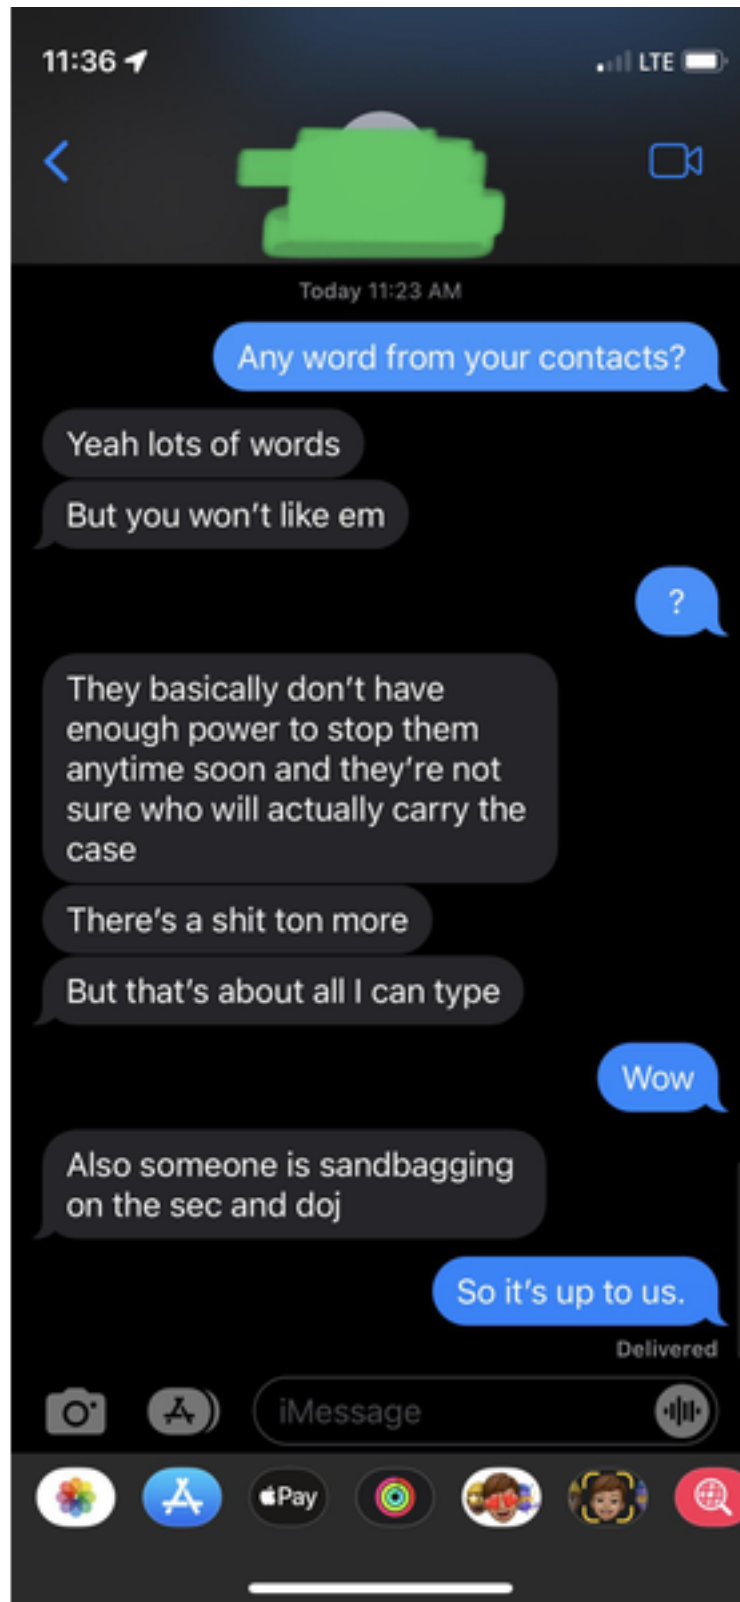 11:36
LTE
Today 11:23 AM
Any word from your contacts?
Yeah lots of words
But you won't like em
?
They basically don't have
enough power to stop them
anytime soon and they're not
sure who will actually carry the
case
There's a shit ton more
But that's about all I can type
Wow
Also someone is sandbagging
on the sec and doj
So it's up to us.
Delivered
iMessage
Pay